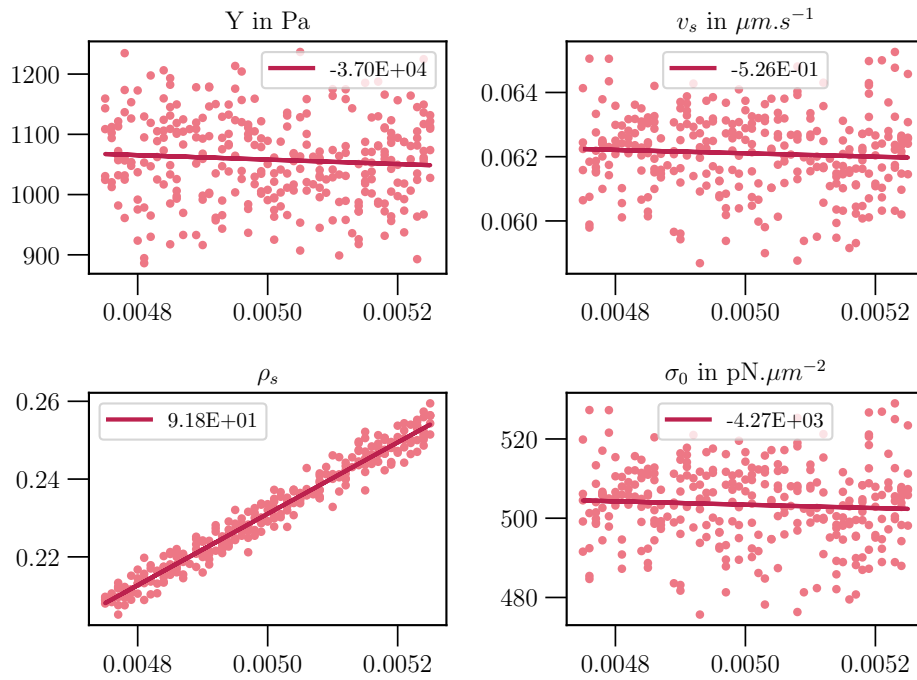 Y in Pa
-3.70E+04
1200
1100
1000
900
0.0048 0.0050 0.0052
v_s in μm.s⁻¹
-5.26E-01
0.064
0.062
0.060
0.0048 0.0050 0.0052
ρ_s
9.18E+01
0.26
0.24
0.22
0.0048 0.0050 0.0052
σ₀ in pN.μm⁻²
-4.27E+03
520
500
480
0.0048 0.0050 0.0052